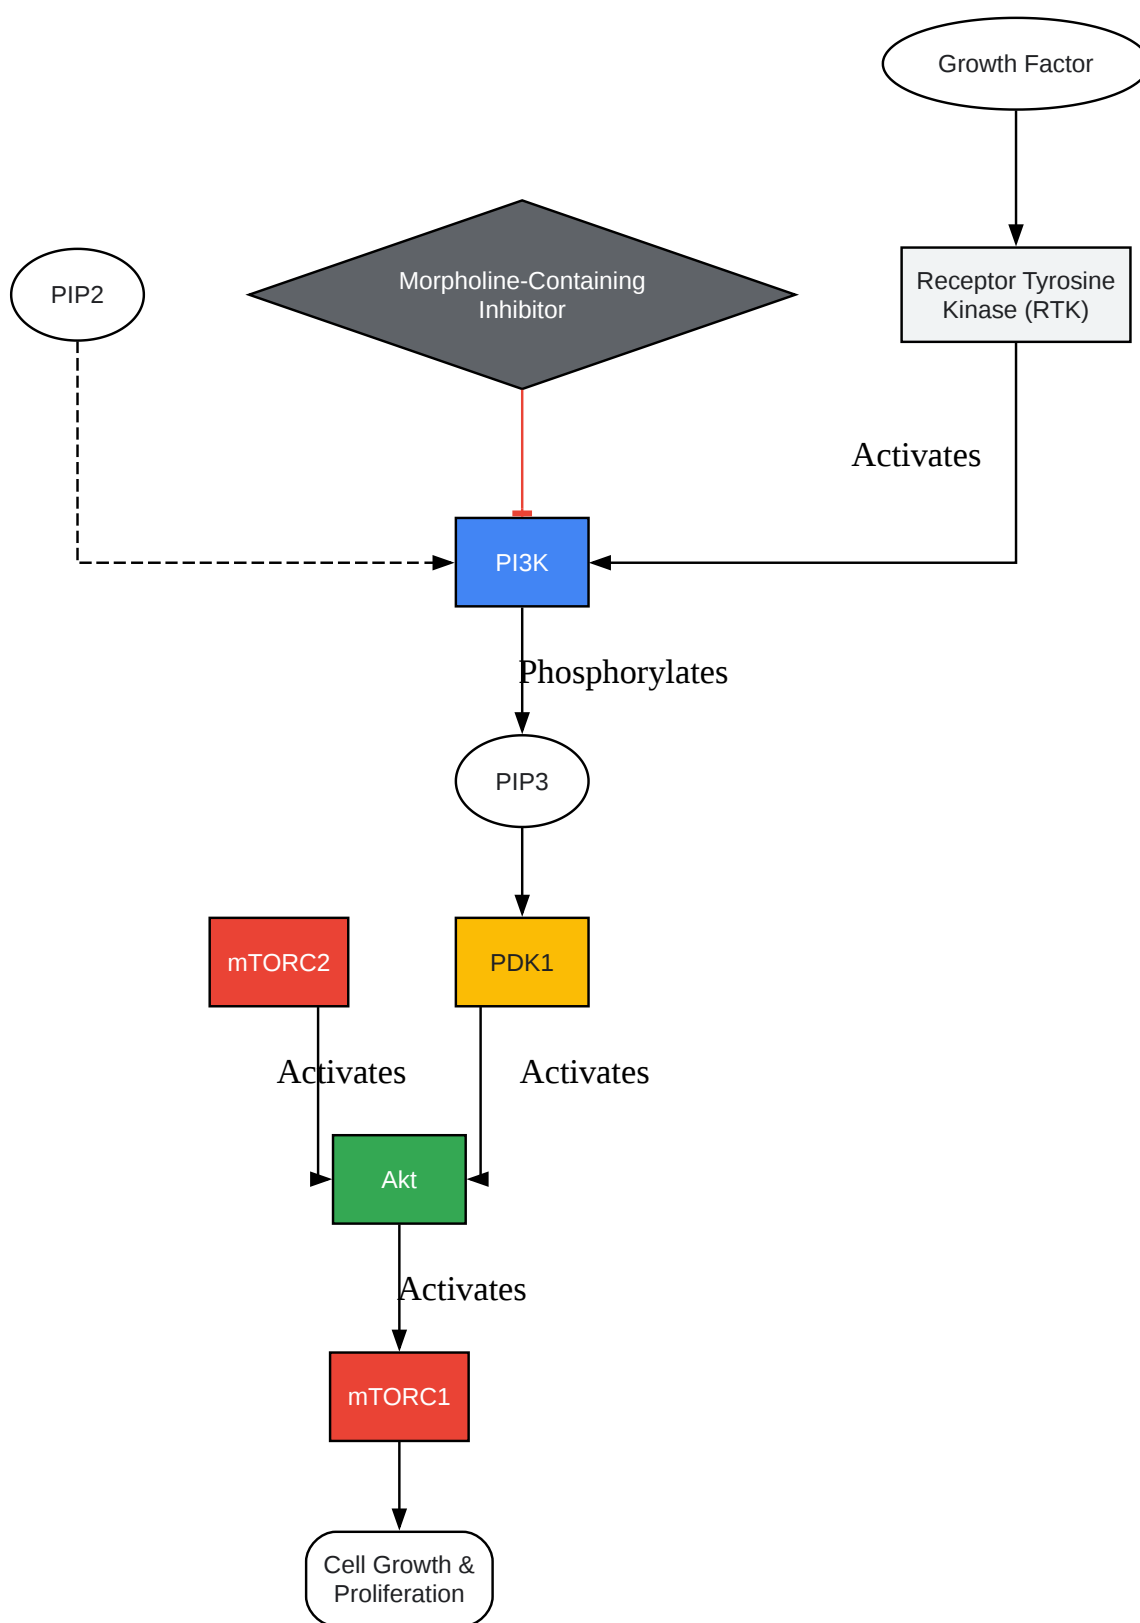 Growth Factor
PIP2
Morpholine-Containing
Inhibitor
Receptor Tyrosine
Kinase (RTK)
Activates
PI3K
Phosphorylates
PIP3
mTORC2
PDK1
Activates
Activates
Akt
Activates
mTORC1
Cell Growth &
Proliferation